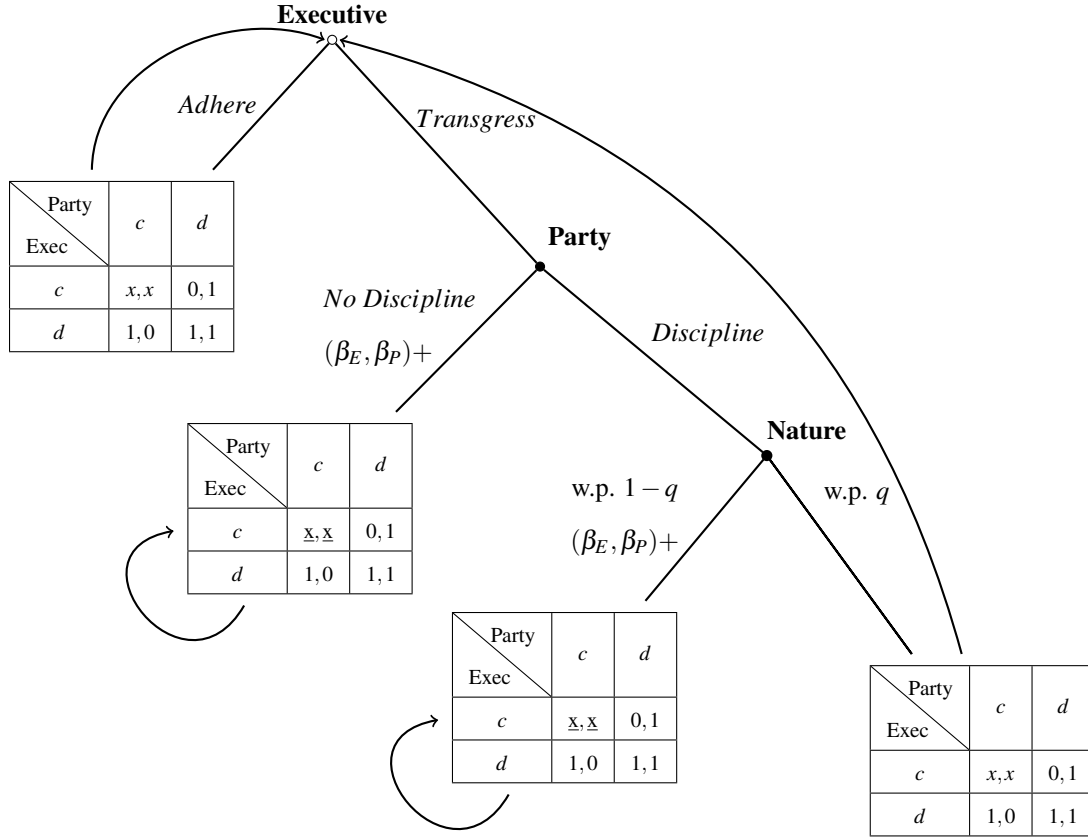 Executive
Adhere
Transgress
Party
Exec
c d
c x,x 0,1
d 1,0 1,1
Party
No Discipline
(β_E, β_P)+
Discipline
Party
Exec
c d
c x̲,x̲ 0,1
d 1,0 1,1
Nature
w.p. 1−q
(β_E, β_P)+
w.p. q
Party
Exec
c d
c x̲,x̲ 0,1
d 1,0 1,1
Party
Exec
c d
c x,x 0,1
d 1,0 1,1